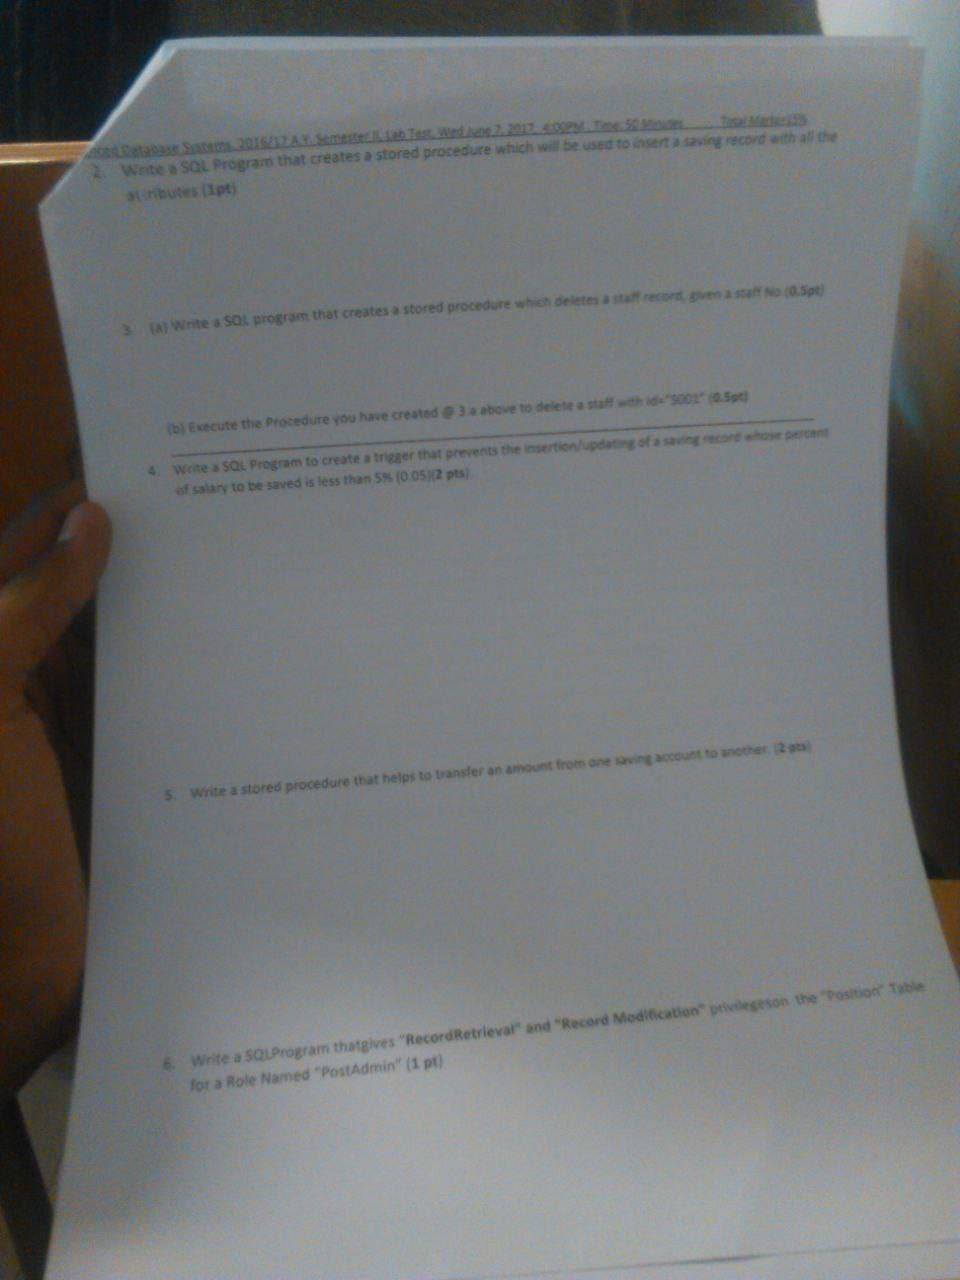 Database Systems, 2016/17 A.Y. Semester II, Lab Test, Wed June 7, 2017, 4:00PM, Time: 50 Minutes Total Marks=15%
2. Write a SQL Program that creates a stored procedure which will be used to insert a saving record with all the
attributes (1pt)
3. (a) Write a SQL program that creates a stored procedure which deletes a staff record, given a staff No.(0.5pt)
(b) Execute the Procedure you have created @ 3.a above to delete a staff with id="S001" (0.5pt)
4. Write a SQL Program to create a trigger that prevents the insertion/updating of a saving record whose percent
of salary to be saved is less than 5% (0.05)(2 pts)
5. Write a stored procedure that helps to transfer an amount from one saving account to another. (2 pts)
6. Write a SQLProgram thatgives "RecordRetrieval" and "Record Modification" privilegeson the "Position" Table
for a Role Named "PostAdmin" (1 pt)